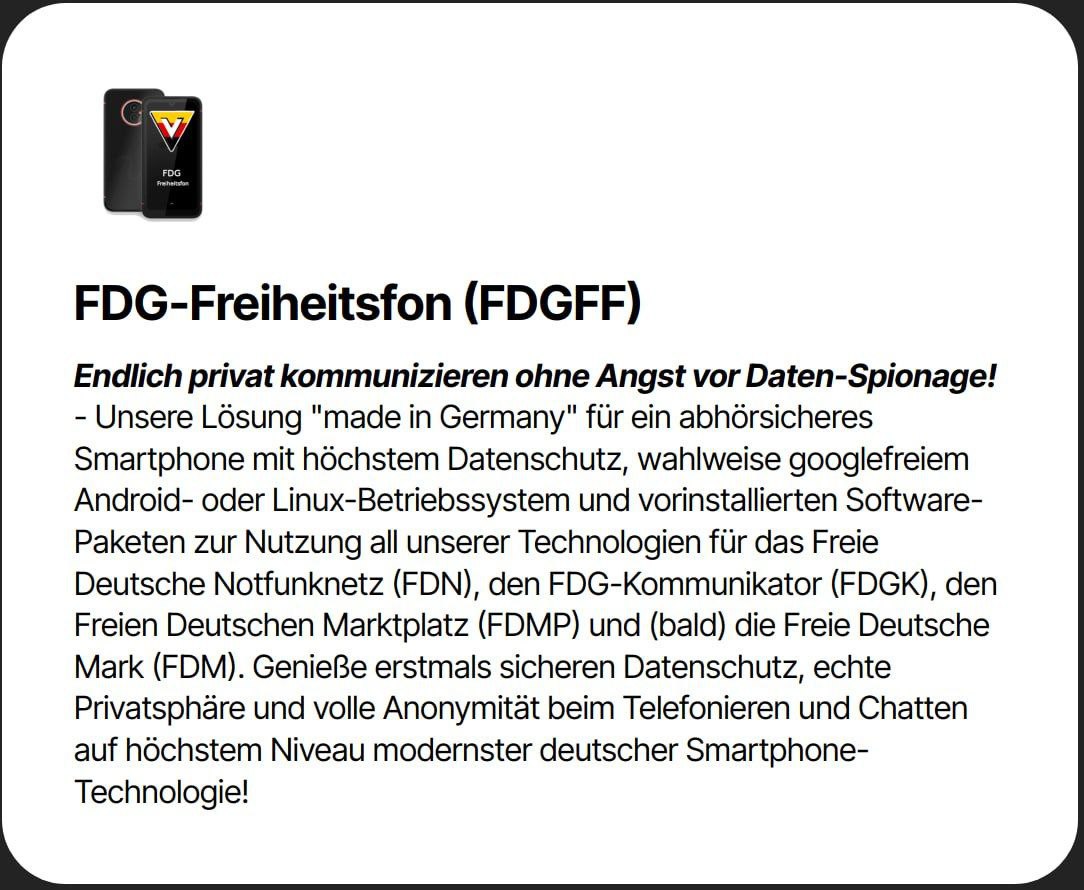 V
FDG
Freiheitsfon
FDG-Freiheitsfon (FDGFF)
Endlich privat kommunizieren ohne Angst vor Daten-Spionage!
- Unsere Lösung "made in Germany" für ein abhörsicheres
Smartphone mit höchstem Datenschutz, wahlweise googlefreiem
Android- oder Linux-Betriebssystem und vorinstallierten Software-
Paketen zur Nutzung all unserer Technologien für das Freie
Deutsche Notfunknetz (FDN), den FDG-Kommunikator (FDGK), den
Freien Deutschen Marktplatz (FDMP) und (bald) die Freie Deutsche
Mark (FDM). Genieße erstmals sicheren Datenschutz, echte
Privatsphäre und volle Anonymität beim Telefonieren und Chatten
auf höchstem Niveau modernster deutscher Smartphone-
Technologie!